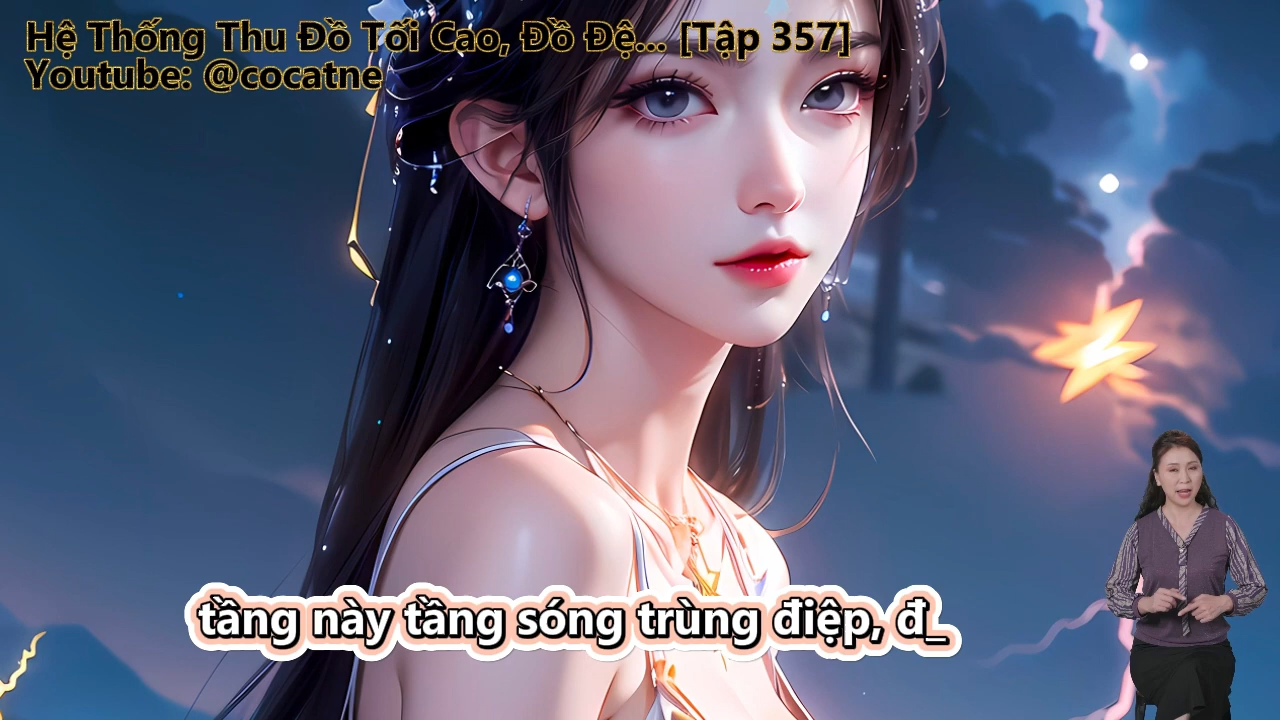 Hệ Thống Thu Đồ Tối Cao, Đồ Đệ... [Tập 357]
Youtube: @cocatne
tầng này tầng sóng trùng điệp, đ_